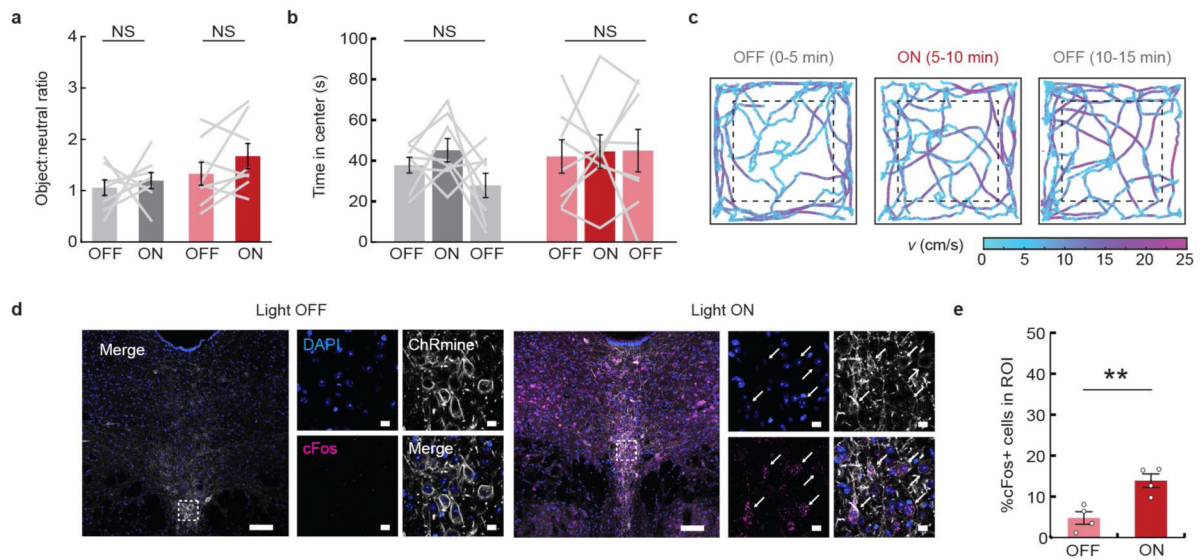 a
NS
NS
Object:neutral ratio
4
3
2
1
0
OFF
ON
OFF
ON
b
NS
NS
Time in center (s)
100
80
60
40
20
0
OFF
ON
OFF
OFF
ON
OFF
c
OFF (0-5 min)
ON (5-10 min)
OFF (10-15 min)
v (cm/s)
0
5
10
15
20
25
d
Light OFF
Light ON
Merge
DAPI
ChRmine
cFos
Merge
e
%cFos+ cells in ROI
50
40
30
20
10
0
**
OFF
ON